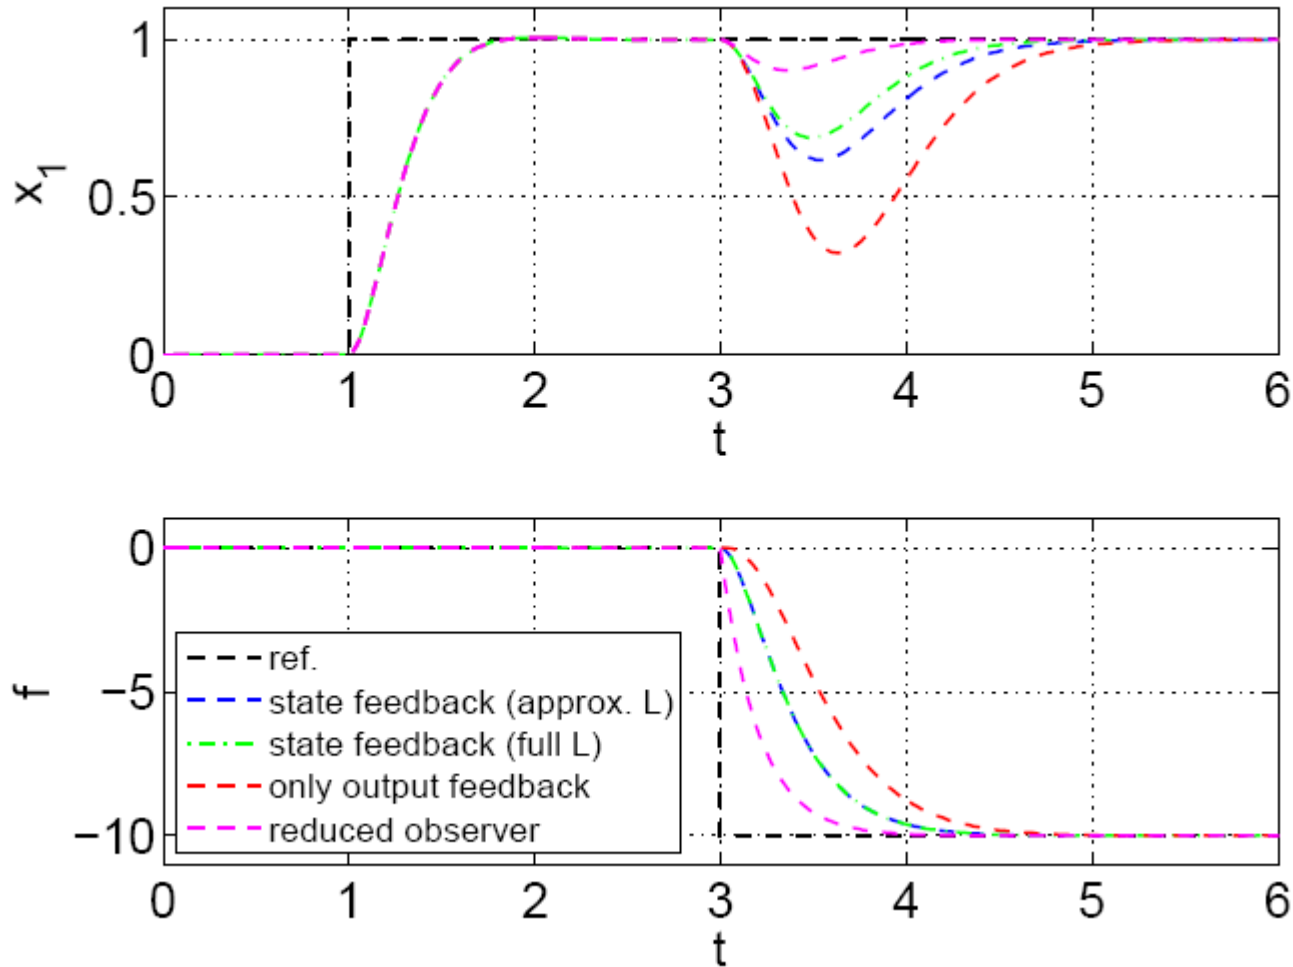 1
0.5
0
x1
0 1 2 3 4 5 6
t
0
−5
−10
f
ref.
state feedback (approx. L)
state feedback (full L)
only output feedback
reduced observer
0 1 2 3 4 5 6
t